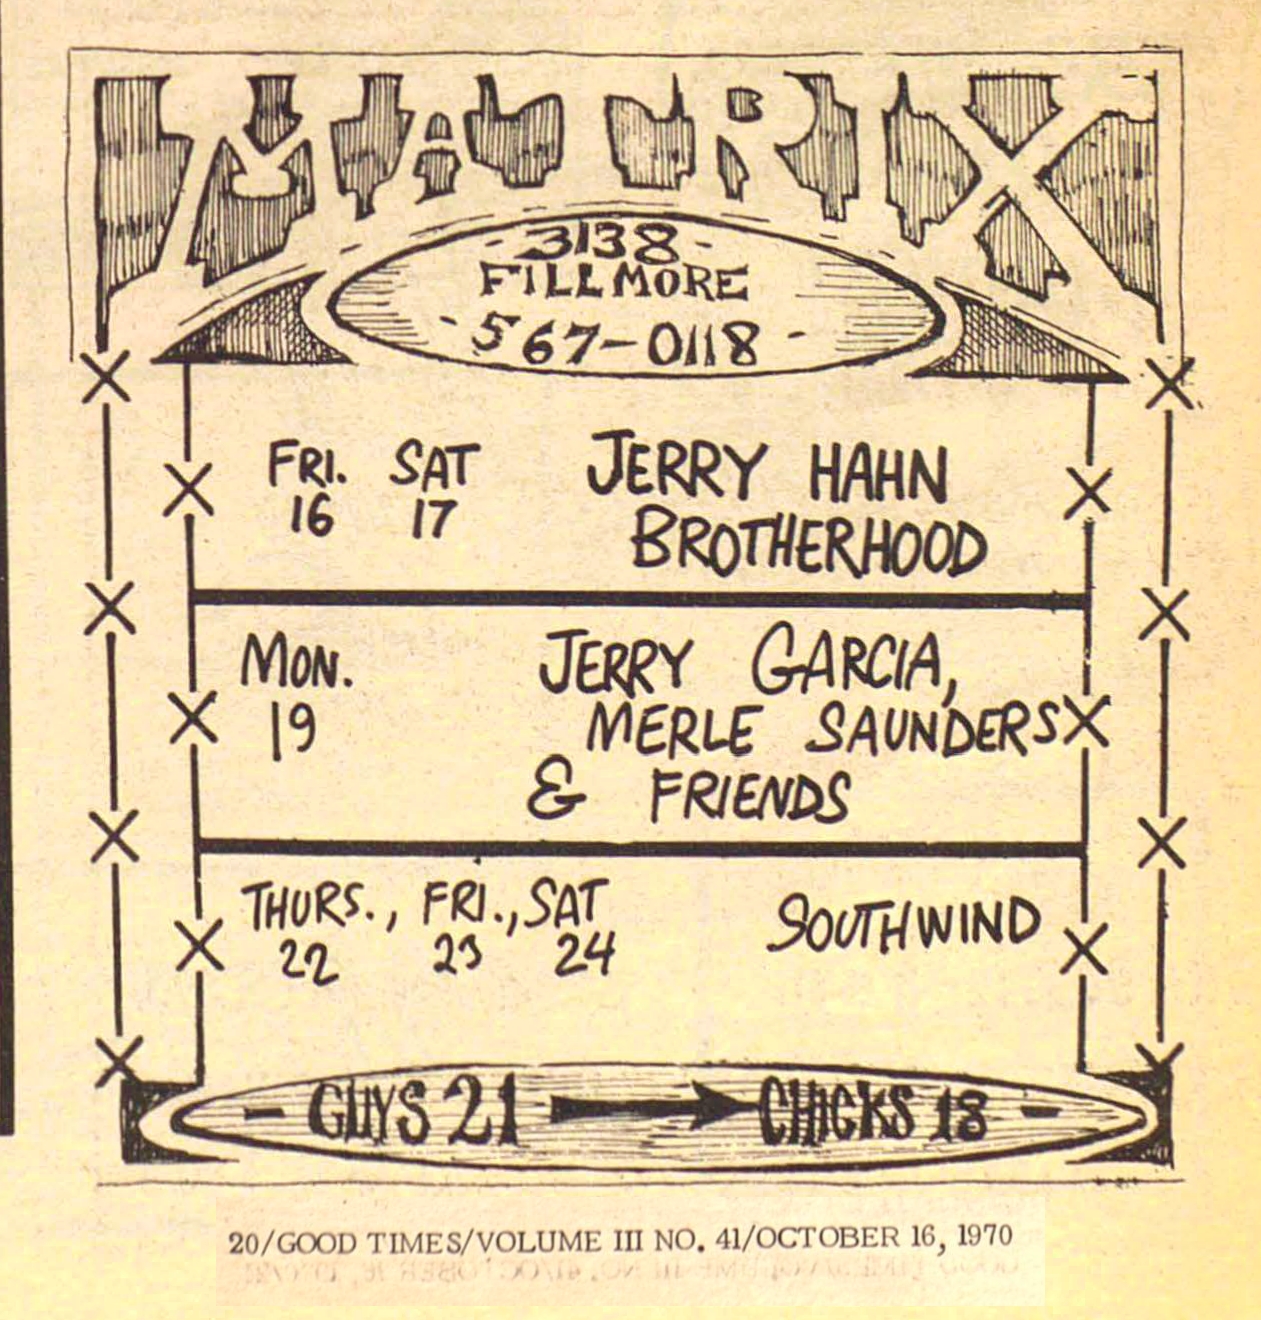 MATRIX
- 3138 -
FILLMORE
- 567-0118 -
FRI. SAT JERRY HAHN
16 17 BROTHERHOOD
MON. JERRY GARCIA,
19 MERLE SAUNDERS
& FRIENDS
THURS., FRI., SAT SOUTHWIND
22 23 24
- GUYS 21 → CHICKS 18 -
20/GOOD TIMES/VOLUME III NO. 41/OCTOBER 16, 1970